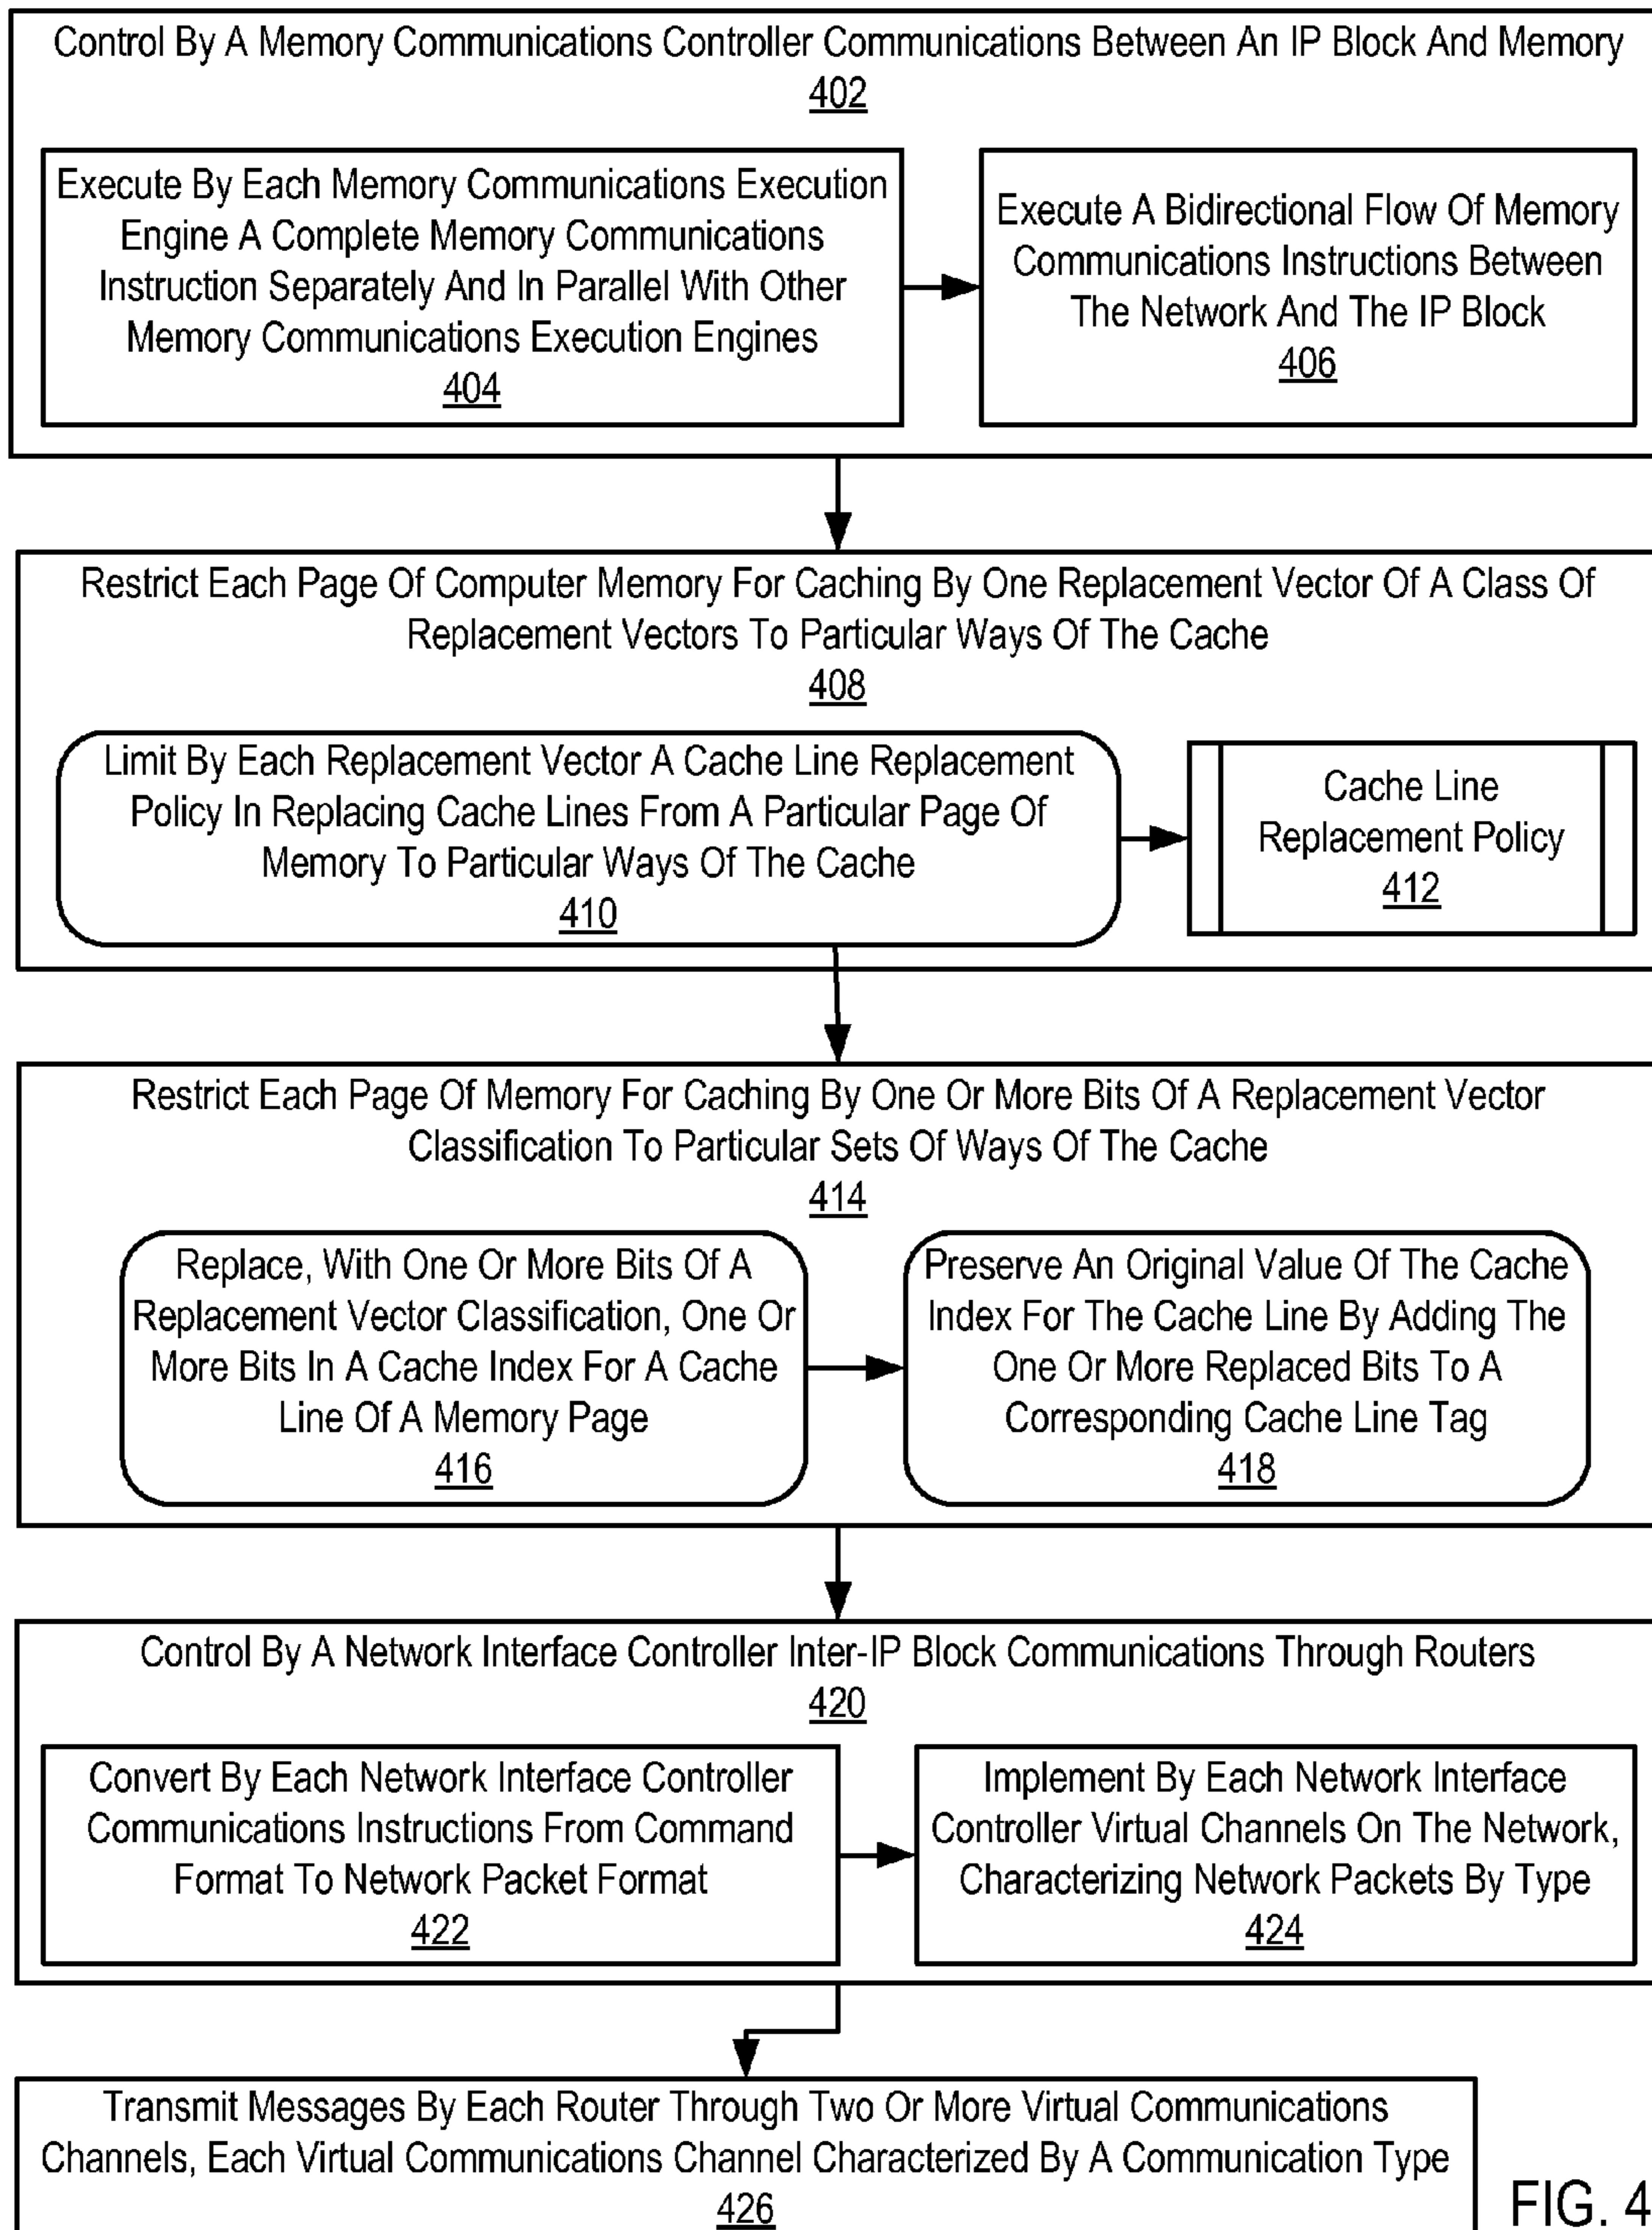 Control By A Memory Communications Controller Communications Between An IP Block And Memory
402
Execute By Each Memory Communications Execution
Engine A Complete Memory Communications
Instruction Separately And In Parallel With Other
Memory Communications Execution Engines
404
Execute A Bidirectional Flow Of Memory
Communications Instructions Between
The Network And The IP Block
406
Restrict Each Page Of Computer Memory For Caching By One Replacement Vector Of A Class Of
Replacement Vectors To Particular Ways Of The Cache
408
Limit By Each Replacement Vector A Cache Line Replacement
Policy In Replacing Cache Lines From A Particular Page Of
Memory To Particular Ways Of The Cache
410
Cache Line
Replacement Policy
412
Restrict Each Page Of Memory For Caching By One Or More Bits Of A Replacement Vector
Classification To Particular Sets Of Ways Of The Cache
414
Replace, With One Or More Bits Of A
Replacement Vector Classification, One Or
More Bits In A Cache Index For A Cache
Line Of A Memory Page
416
Preserve An Original Value Of The Cache
Index For The Cache Line By Adding The
One Or More Replaced Bits To A
Corresponding Cache Line Tag
418
Control By A Network Interface Controller Inter-IP Block Communications Through Routers
420
Convert By Each Network Interface Controller
Communications Instructions From Command
Format To Network Packet Format
422
Implement By Each Network Interface
Controller Virtual Channels On The Network,
Characterizing Network Packets By Type
424
Transmit Messages By Each Router Through Two Or More Virtual Communications
Channels, Each Virtual Communications Channel Characterized By A Communication Type
426
FIG. 4